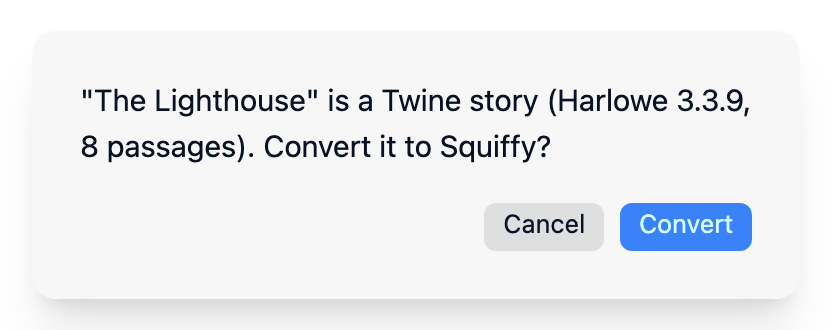 "The Lighthouse" is a Twine story (Harlowe 3.3.9,
8 passages). Convert it to Squiffy?
Cancel
Convert